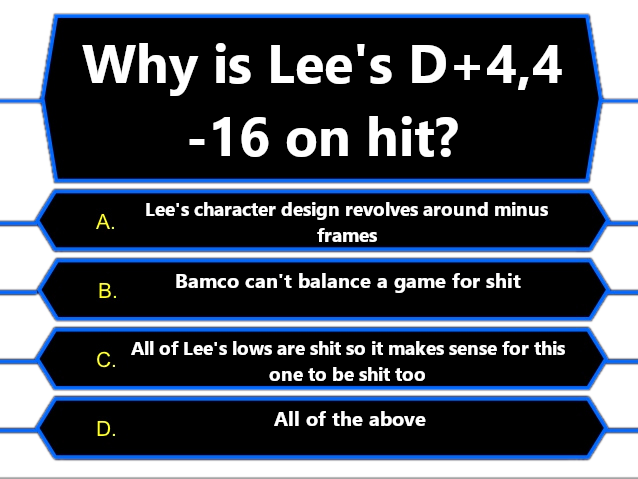 Why is Lee's D+4,4
-16 on hit?
A.
Lee's character design revolves around minus
frames
B.
Bamco can't balance a game for shit
C.
All of Lee's lows are shit so it makes sense for this
one to be shit too
D.
All of the above